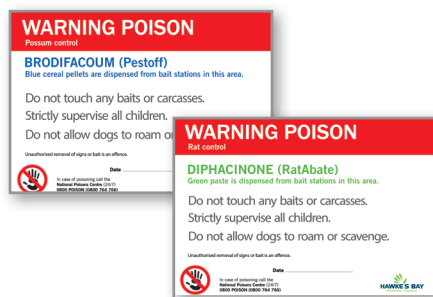 WARNING POISON
Possum control
BRODIFACOUM (Pestoff)
Blue cereal pellets are dispensed from bait stations in this area.
Do not touch any baits or carcasses.
Strictly supervise all children.
Do not allow dogs to roam o
Unauthorised removal of signs or bait is an offence.
Date
In case of poisoning call the
National Poisons Centre (24/7)
0800 POISON (0800 764 766)
WARNING POISON
Rat control
DIPHACINONE (RatAbate)
Green paste is dispensed from bait stations in this area.
Do not touch any baits or carcasses.
Strictly supervise all children.
Do not allow dogs to roam or scavenge.
Unauthorised removal of signs or bait is an offence.
Date
In case of poisoning call the
National Poisons Centre (24/7)
0800 POISON (0800 764 766)
HAWKE'S BAY